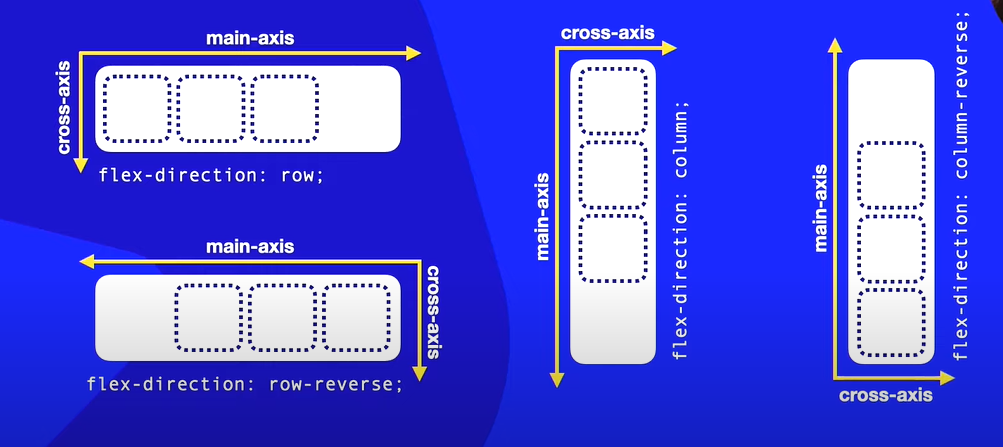 main-axis
cross-axis
flex-direction: row;
main-axis
cross-axis
flex-direction: row-reverse;
cross-axis
main-axis
flex-direction: column;
main-axis
cross-axis
flex-direction: column-reverse;